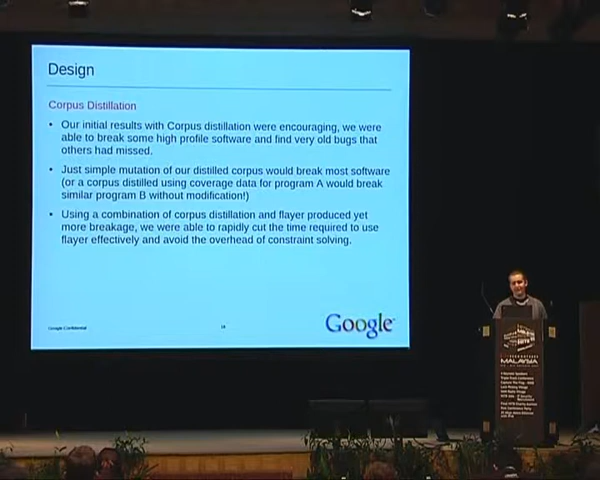 Design
Corpus Distillation
• Our initial results with Corpus distillation were encouraging, we were
able to break some high profile software and find very old bugs that
others had missed.
• Just simple mutation of our distilled corpus would break most software
(or a corpus distilled using coverage data for program A would break
similar program B without modification!)
• Using a combination of corpus distillation and flayer produced yet
more breakage, we were able to rapidly cut the time required to use
flayer effectively and avoid the overhead of constraint solving.
Google Confidential
Google
MALAYSIA